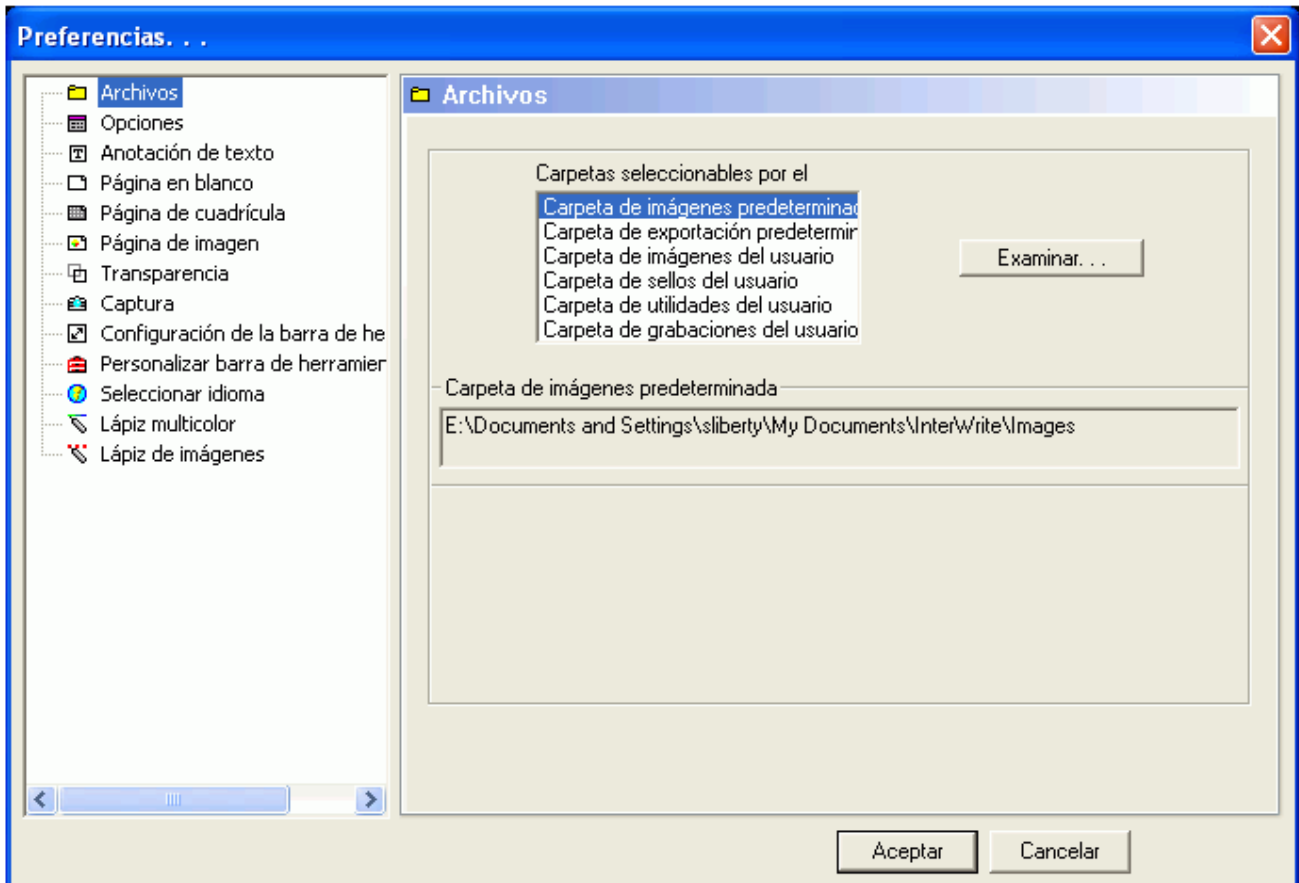 Preferencias. . .
Archivos
Opciones
Anotación de texto
Página en blanco
Página de cuadrícula
Página de imagen
Transparencia
Captura
Configuración de la barra de he
Personalizar barra de herramier
Seleccionar idioma
Lápiz multicolor
Lápiz de imágenes
Archivos
Carpetas seleccionables por el
Carpeta de imágenes predeterminad
Carpeta de exportación predetermir
Carpeta de imágenes del usuario
Carpeta de sellos del usuario
Carpeta de utilidades del usuario
Carpeta de grabaciones del usuario
Examinar. . .
Carpeta de imágenes predeterminada
E:\Documents and Settings\sliberty\My Documents\InterWrite\Images
Aceptar
Cancelar